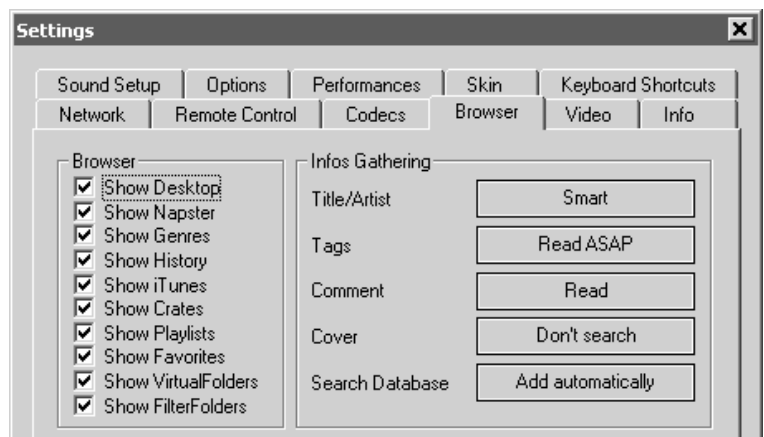 Settings
Sound Setup Options Performances Skin Keyboard Shortcuts
Network Remote Control Codecs Browser Video Info
Browser
Show Desktop
Show Napster
Show Genres
Show History
Show iTunes
Show Crates
Show Playlists
Show Favorites
Show VirtualFolders
Show FilterFolders
Infos Gathering
Title/Artist Smart
Tags Read ASAP
Comment Read
Cover Don't search
Search Database Add automatically